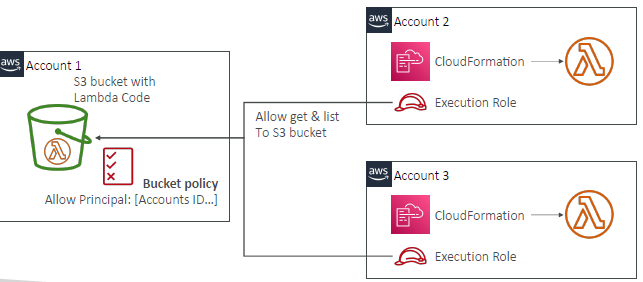 aws
Account 1
S3 bucket with
Lambda Code
Bucket policy
Allow Principal: [Accounts ID...]
Allow get & list
To S3 bucket
aws
Account 2
CloudFormation
Execution Role
aws
Account 3
CloudFormation
Execution Role